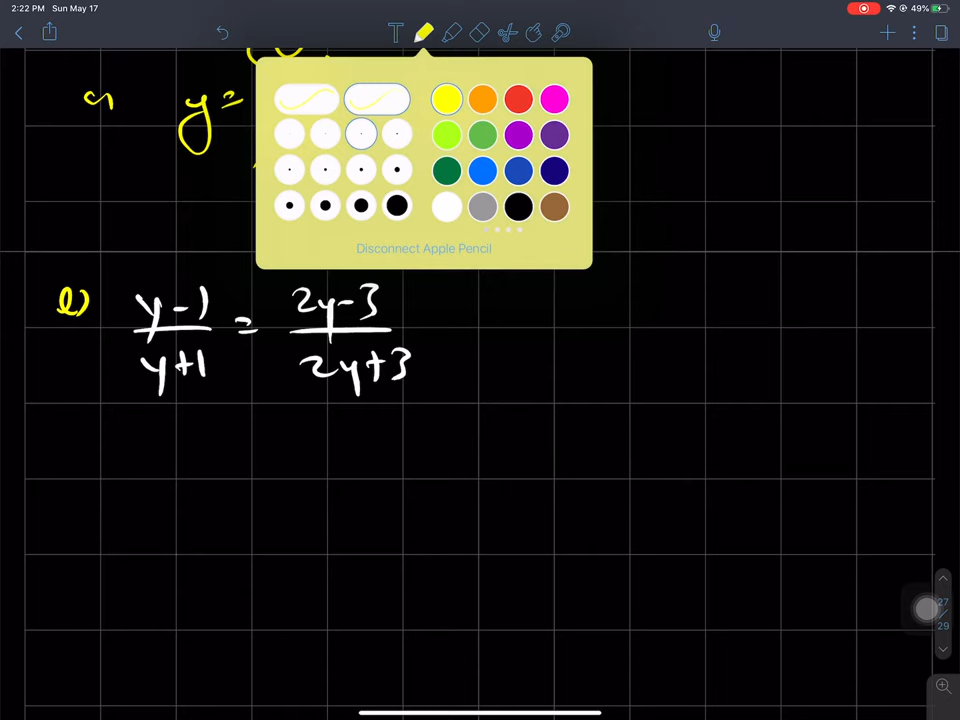 2:22 PM Sun May 17
49%
y =
Disconnect Apple Pencil
l) y - 1 / y + 1 = 2y - 3 / 2y + 3
27
/
29